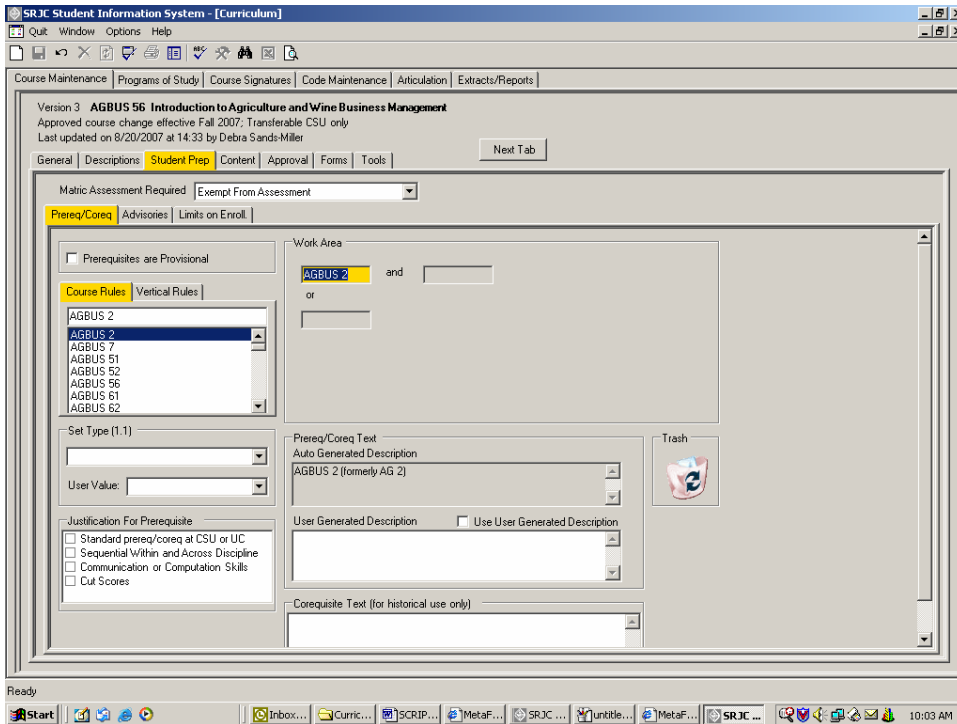 SRJC Student Information System - [Curriculum]
Quit Window Options Help
Course Maintenance Programs of Study Course Signatures Code Maintenance Articulation Extracts/Reports
Version 3 AGBUS 56 Introduction to Agriculture and Wine Business Management
Approved course change effective Fall 2007; Transferable CSU only
Last updated on 8/20/2007 at 14:33 by Debra Sands-Miller
Next Tab
General Descriptions Student Prep Content Approval Forms Tools
Matric Assessment Required Exempt From Assessment
Prereq/Coreq Advisories Limits on Enroll.
Prerequisites are Provisional
Course Rules Vertical Rules
AGBUS 2
AGBUS 2
AGBUS 7
AGBUS 51
AGBUS 52
AGBUS 56
AGBUS 61
AGBUS 62
Work Area
AGBUS 2 and
or
Set Type (1.1)
User Value:
Prereq/Coreq Text
Auto Generated Description
AGBUS 2 (formerly AG 2)
Trash
User Generated Description Use User Generated Description
Justification For Prerequisite
Standard prereq/coreq at CSU or UC
Sequential Within and Across Discipline
Communication or Computation Skills
Cut Scores
Corequisite Text (for historical use only)
Ready
Start Inbox... Curric... SCRIP... MetaF... SRJC ... untitle... MetaF... SRJC ... 10:03 AM